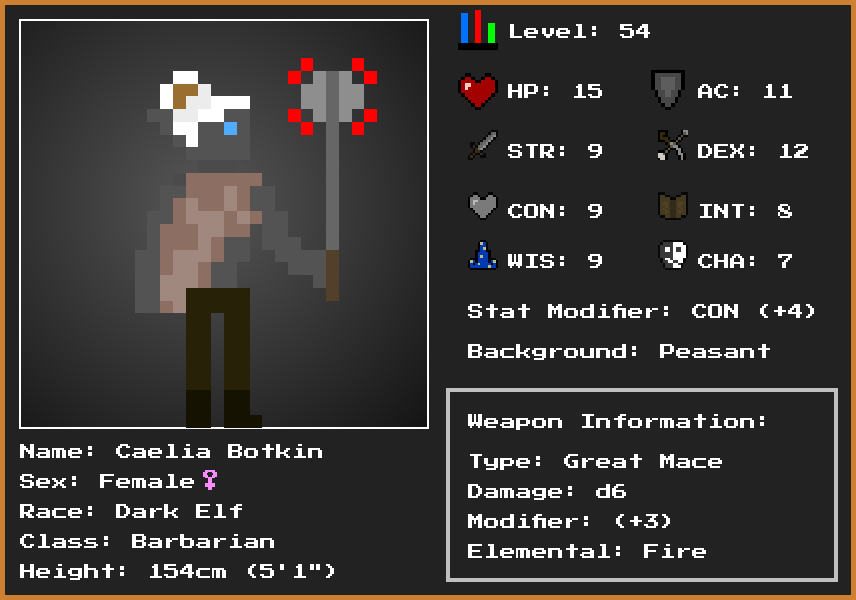 Level: 54
HP: 15
AC: 11
STR: 9
DEX: 12
CON: 9
INT: 8
WIS: 9
CHA: 7
Stat Modifier: CON (+4)
Background: Peasant
Weapon Information:
Type: Great Mace
Damage: d6
Modifier: (+3)
Elemental: Fire
Name: Caelia Botkin
Sex: Female♀
Race: Dark Elf
Class: Barbarian
Height: 154cm (5'1")